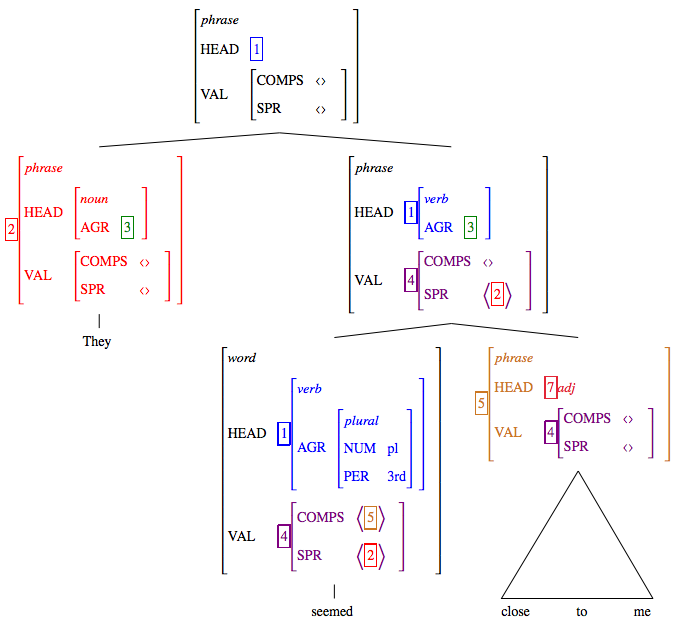 phrase
HEAD 1
VAL COMPS <>
SPR <>
2 phrase
HEAD noun
AGR 3
VAL COMPS <>
SPR <>
They
phrase
HEAD 1 verb
AGR 3
VAL 4 COMPS <>
SPR <2>
word
HEAD 1 verb
AGR plural
NUM pl
PER 3rd
VAL 4 COMPS <5>
SPR <2>
seemed
5 phrase
HEAD 7 adj
VAL 4 COMPS <>
SPR <>
close to me